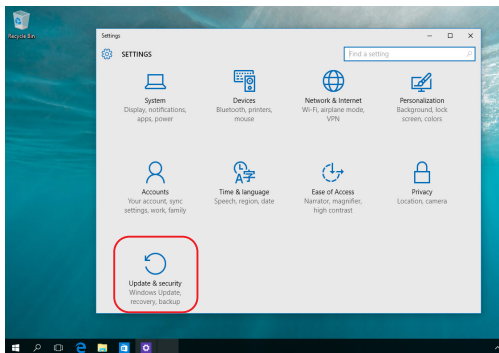 Recycle Bin
Settings
SETTINGS
Find a setting
System
Display, notifications,
apps, power
Devices
Bluetooth, printers,
mouse
Network & Internet
Wi-Fi, airplane mode,
VPN
Personalization
Background, lock
screen, colors
Accounts
Your account, sync
settings, work, family
Time & language
Speech, region, date
Ease of Access
Narrator, magnifier,
high contrast
Privacy
Location, camera
Update & security
Windows Update,
recovery, backup